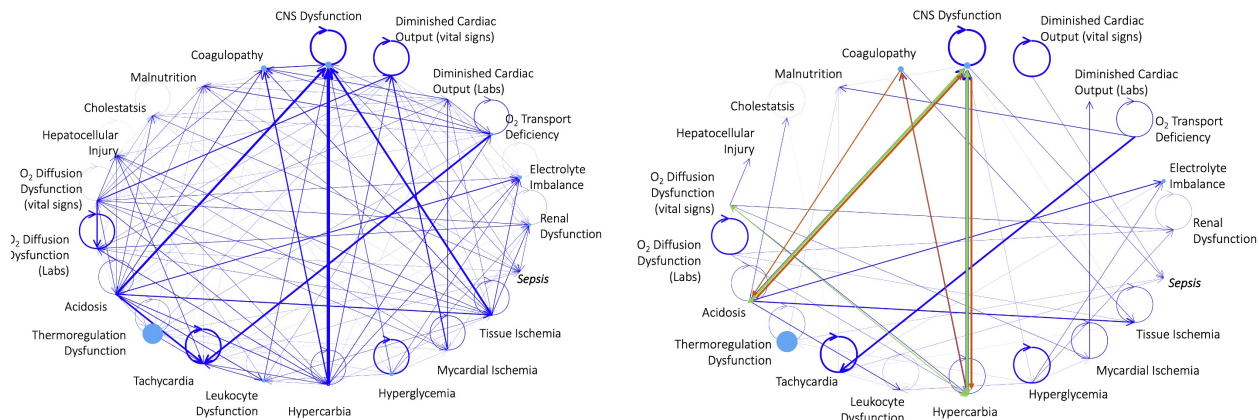 CNS Dysfunction
Diminished Cardiac
Output (vital signs)
Coagulopathy
Malnutrition
Diminished Cardiac
Output (Labs)
Cholestatsis
O₂ Transport
Deficiency
Hepatocellular
Injury
Electrolyte
Imbalance
O₂ Diffusion
Dysfunction
(vital signs)
Renal
Dysfunction
O₂ Diffusion
Dysfunction
(Labs)
Sepsis
Acidosis
Tissue Ischemia
Thermoregulation
Dysfunction
Myocardial Ischemia
Tachycardia
Hyperglycemia
Leukocyte
Dysfunction
Hypercarbia
CNS Dysfunction
Diminished Cardiac
Output (vital signs)
Coagulopathy
Malnutrition
Diminished Cardiac
Output (Labs)
Cholestatsis
O₂ Transport
Deficiency
Hepatocellular
Injury
Electrolyte
Imbalance
O₂ Diffusion
Dysfunction
(vital signs)
Renal
Dysfunction
O₂ Diffusion
Dysfunction
(Labs)
Sepsis
Acidosis
Tissue Ischemia
Thermoregulation
Dysfunction
Myocardial Ischemia
Tachycardia
Hyperglycemia
Leukocyte
Dysfunction
Hypercarbia